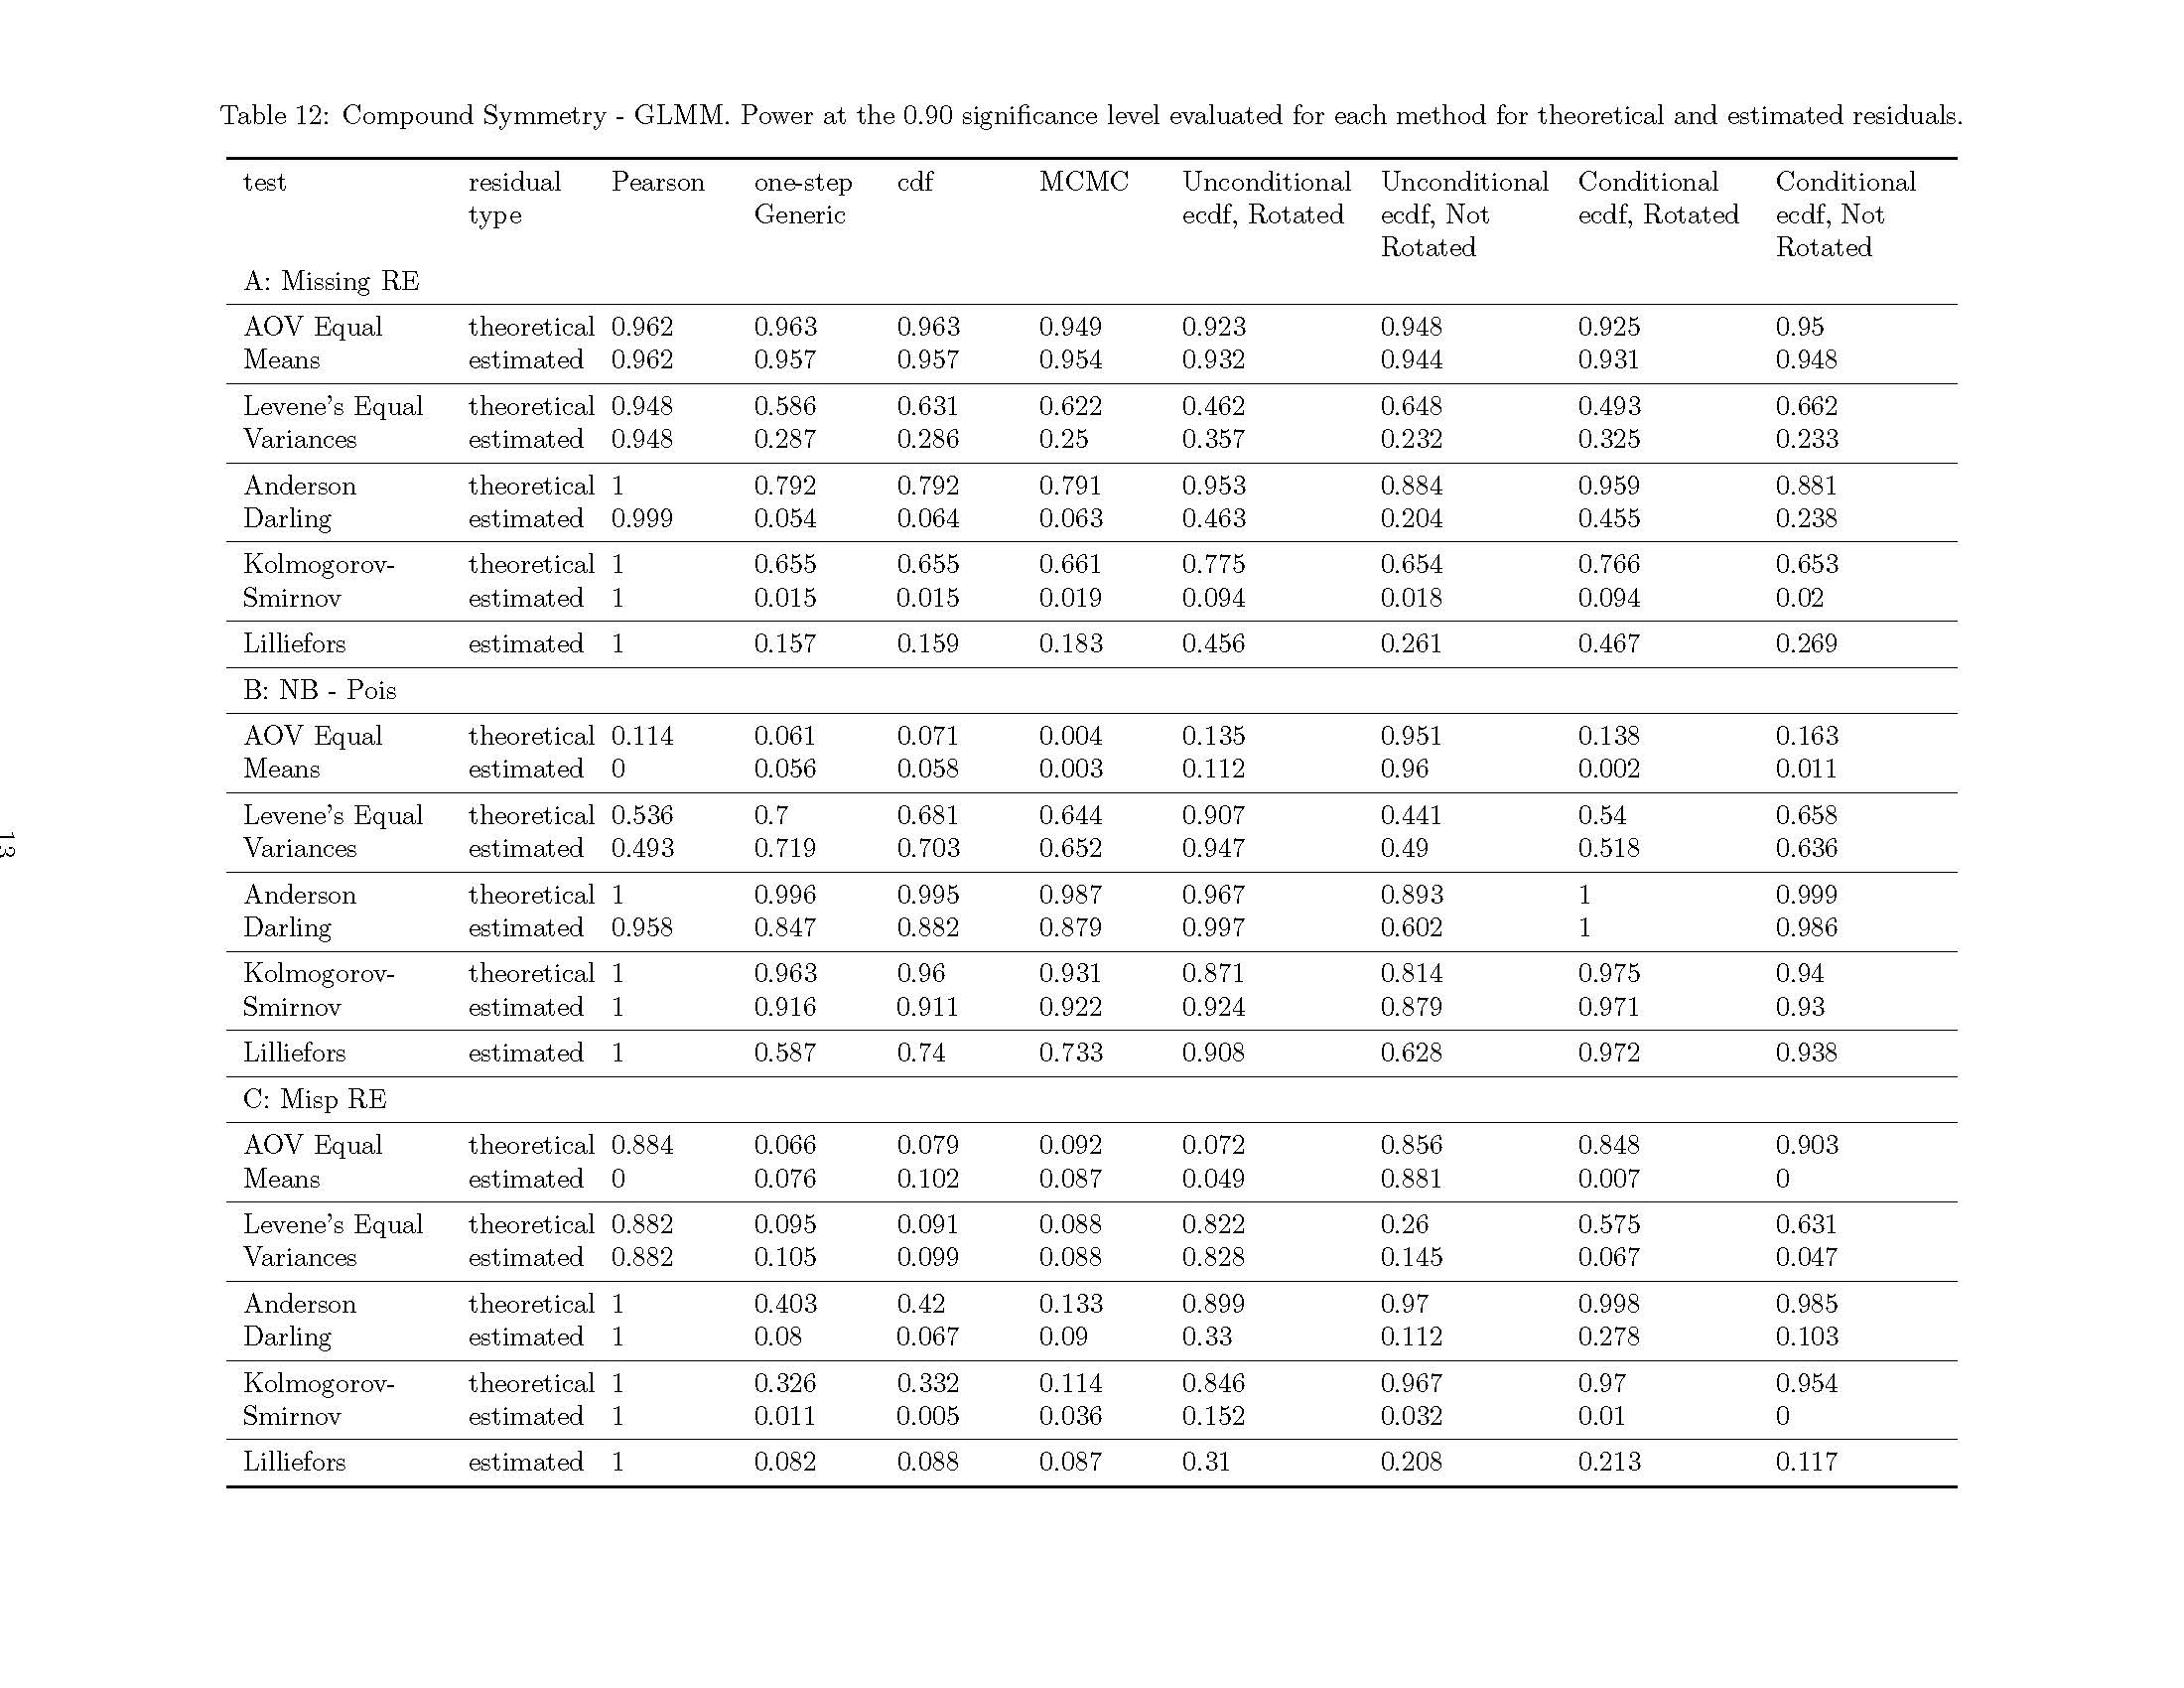 Table 12: Compound Symmetry - GLMM. Power at the 0.90 significance level evaluated for each method for theoretical and estimated residuals.
test residual Pearson one-step cdf MCMC Unconditional Unconditional Conditional Conditional
type Generic ecdf, Rotated ecdf, Not ecdf, Rotated ecdf, Not
Rotated Rotated
A: Missing RE
AOV Equal theoretical 0.962 0.963 0.963 0.949 0.923 0.948 0.925 0.95
Means estimated 0.962 0.957 0.957 0.954 0.932 0.944 0.931 0.948
Levene's Equal theoretical 0.948 0.586 0.631 0.622 0.462 0.648 0.493 0.662
Variances estimated 0.948 0.287 0.286 0.25 0.357 0.232 0.325 0.233
Anderson theoretical 1 0.792 0.792 0.791 0.953 0.884 0.959 0.881
Darling estimated 0.999 0.054 0.064 0.063 0.463 0.204 0.455 0.238
Kolmogorov- theoretical 1 0.655 0.655 0.661 0.775 0.654 0.766 0.653
Smirnov estimated 1 0.015 0.015 0.019 0.094 0.018 0.094 0.02
Lilliefors estimated 1 0.157 0.159 0.183 0.456 0.261 0.467 0.269
B: NB - Pois
AOV Equal theoretical 0.114 0.061 0.071 0.004 0.135 0.951 0.138 0.163
Means estimated 0 0.056 0.058 0.003 0.112 0.96 0.002 0.011
Levene's Equal theoretical 0.536 0.7 0.681 0.644 0.907 0.441 0.54 0.658
Variances estimated 0.493 0.719 0.703 0.652 0.947 0.49 0.518 0.636
Anderson theoretical 1 0.996 0.995 0.987 0.967 0.893 1 0.999
Darling estimated 0.958 0.847 0.882 0.879 0.997 0.602 1 0.986
Kolmogorov- theoretical 1 0.963 0.96 0.931 0.871 0.814 0.975 0.94
Smirnov estimated 1 0.916 0.911 0.922 0.924 0.879 0.971 0.93
Lilliefors estimated 1 0.587 0.74 0.733 0.908 0.628 0.972 0.938
C: Misp RE
AOV Equal theoretical 0.884 0.066 0.079 0.092 0.072 0.856 0.848 0.903
Means estimated 0 0.076 0.102 0.087 0.049 0.881 0.007 0
Levene's Equal theoretical 0.882 0.095 0.091 0.088 0.822 0.26 0.575 0.631
Variances estimated 0.882 0.105 0.099 0.088 0.828 0.145 0.067 0.047
Anderson theoretical 1 0.403 0.42 0.133 0.899 0.97 0.998 0.985
Darling estimated 1 0.08 0.067 0.09 0.33 0.112 0.278 0.103
Kolmogorov- theoretical 1 0.326 0.332 0.114 0.846 0.967 0.97 0.954
Smirnov estimated 1 0.011 0.005 0.036 0.152 0.032 0.01 0
Lilliefors estimated 1 0.082 0.088 0.087 0.31 0.208 0.213 0.117
13